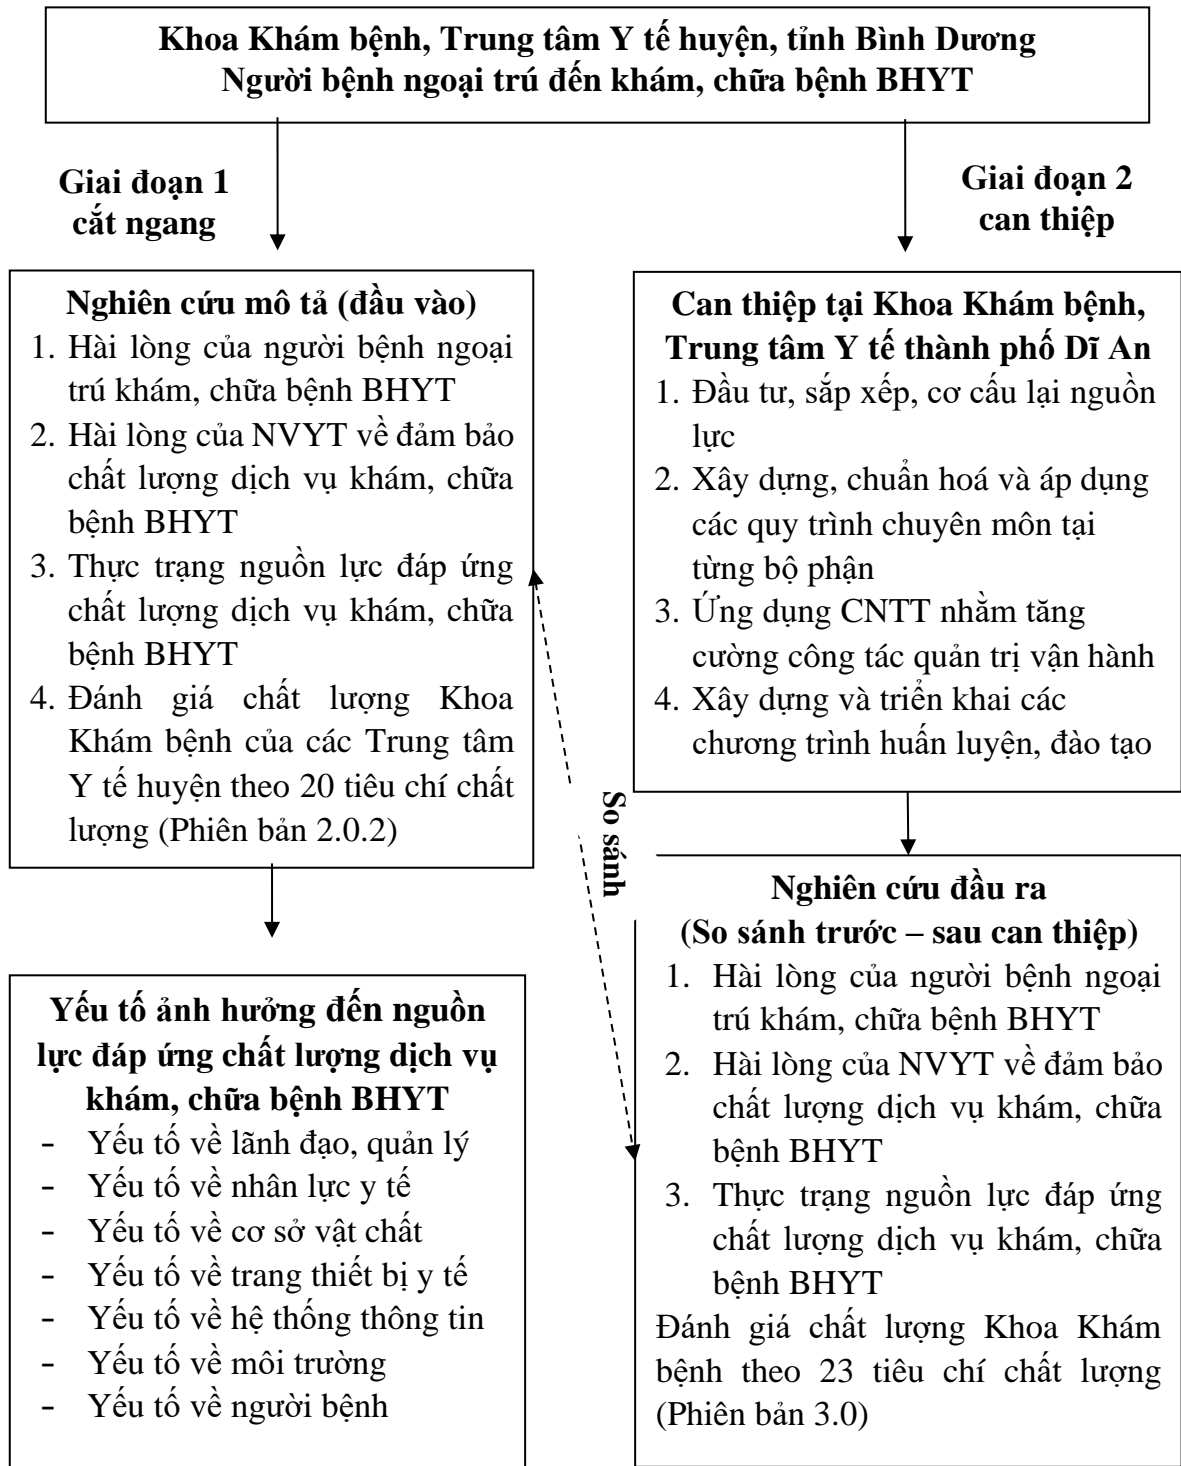 Khoa Khám bệnh, Trung tâm Y tế huyện, tỉnh Bình Dương
Người bệnh ngoại trú đến khám, chữa bệnh BHYT
Giai đoạn 1
cắt ngang
Giai đoạn 2
can thiệp
Nghiên cứu mô tả (đầu vào)
1. Hài lòng của người bệnh ngoại
trú khám, chữa bệnh BHYT
2. Hài lòng của NVYT về đảm bảo
chất lượng dịch vụ khám, chữa
bệnh BHYT
3. Thực trạng nguồn lực đáp ứng
chất lượng dịch vụ khám, chữa
bệnh BHYT
4. Đánh giá chất lượng Khoa
Khám bệnh của các Trung tâm
Y tế huyện theo 20 tiêu chí chất
lượng (Phiên bản 2.0.2)
Can thiệp tại Khoa Khám bệnh,
Trung tâm Y tế thành phố Dĩ An
1. Đầu tư, sắp xếp, cơ cấu lại nguồn
lực
2. Xây dựng, chuẩn hoá và áp dụng
các quy trình chuyên môn tại
từng bộ phận
3. Ứng dụng CNTT nhằm tăng
cường công tác quản trị vận hành
4. Xây dựng và triển khai các
chương trình huấn luyện, đào tạo
So sánh
Yếu tố ảnh hưởng đến nguồn
lực đáp ứng chất lượng dịch vụ
khám, chữa bệnh BHYT
- Yếu tố về lãnh đạo, quản lý
- Yếu tố về nhân lực y tế
- Yếu tố về cơ sở vật chất
- Yếu tố về trang thiết bị y tế
- Yếu tố về hệ thống thông tin
- Yếu tố về môi trường
- Yếu tố về người bệnh
Nghiên cứu đầu ra
(So sánh trước – sau can thiệp)
1. Hài lòng của người bệnh ngoại
trú khám, chữa bệnh BHYT
2. Hài lòng của NVYT về đảm bảo
chất lượng dịch vụ khám, chữa
bệnh BHYT
3. Thực trạng nguồn lực đáp ứng
chất lượng dịch vụ khám, chữa
bệnh BHYT
Đánh giá chất lượng Khoa Khám
bệnh theo 23 tiêu chí chất lượng
(Phiên bản 3.0)